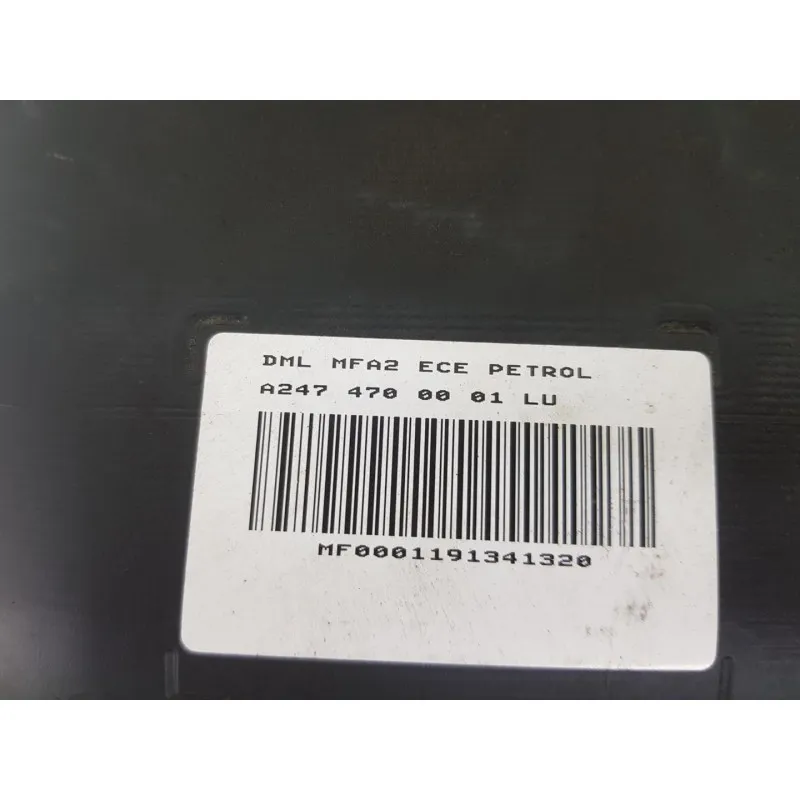 DML MFA2 ECE PETROL
A247 470 00 01 LU
MF0001191341320